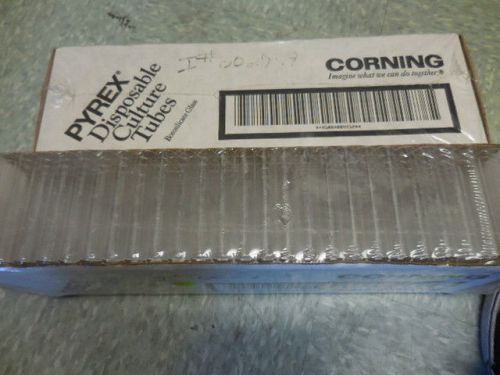 PYREX®
Disposable
Culture
Tubes
Borosilicate Glass
CORNING
Imagine what we can do together.®